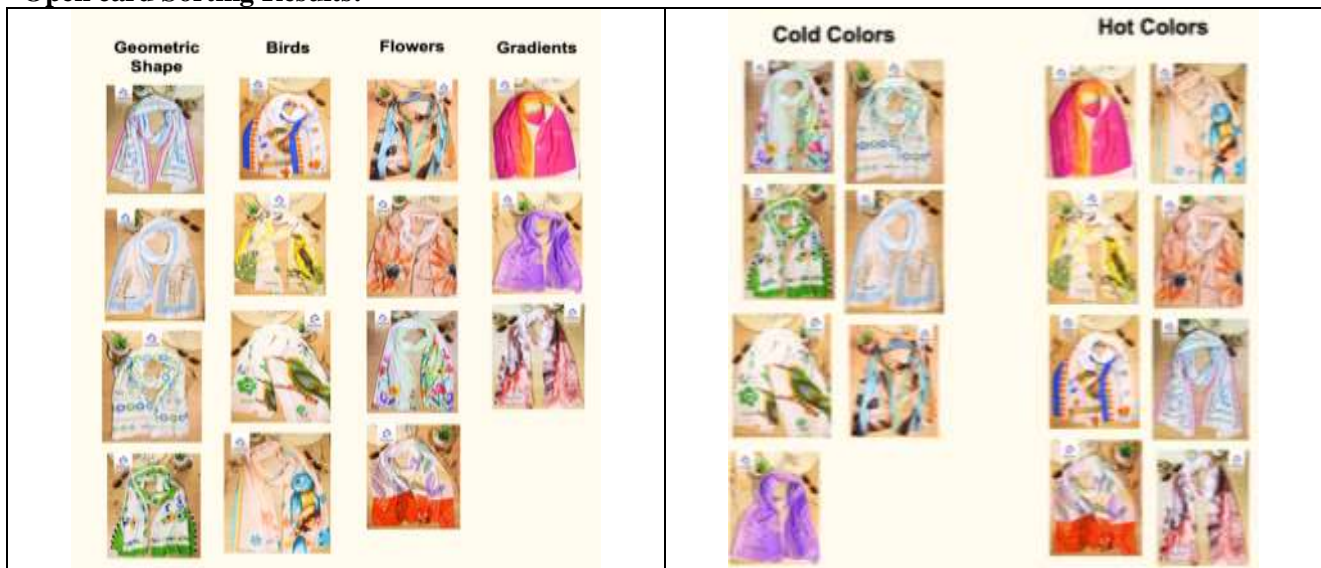 Open card Sorting Results:
Geometric
Shape
Birds
Flowers
Gradients
Cold Colors
Hot Colors